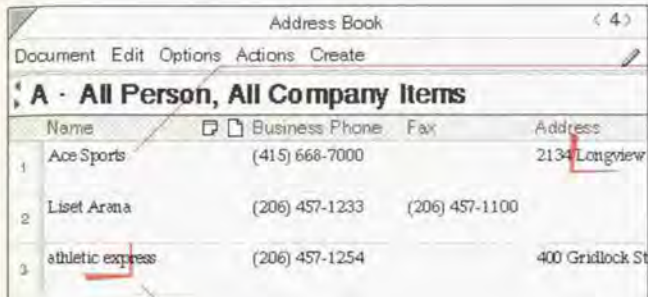 Address Book < 4 >
Document Edit Options Actions Create
A · All Person, All Company Items
Name Business Phone Fax Address
1 Ace Sports (415) 668-7000 2134 Longview
2 Liset Arana (206) 457-1233 (206) 457-1100
3 athletic express (206) 457-1254 400 Gridlock St